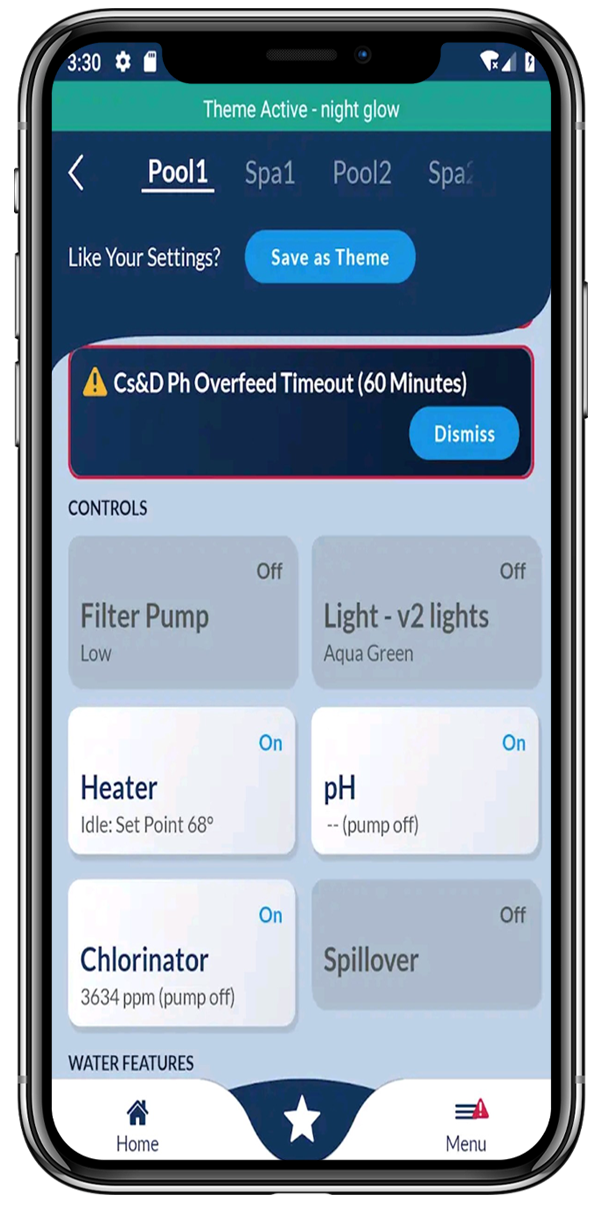 3:30
Theme Active - night glow
Pool1 Spa1 Pool2 Spa2
Like Your Settings? Save as Theme
Cs&D Ph Overfeed Timeout (60 Minutes)
Dismiss
CONTROLS
Off
Filter Pump
Low
Off
Light - v2 lights
Aqua Green
On
Heater
Idle: Set Point 68°
On
pH
-- (pump off)
On
Chlorinator
3634 ppm (pump off)
Off
Spillover
WATER FEATURES
Home
Menu